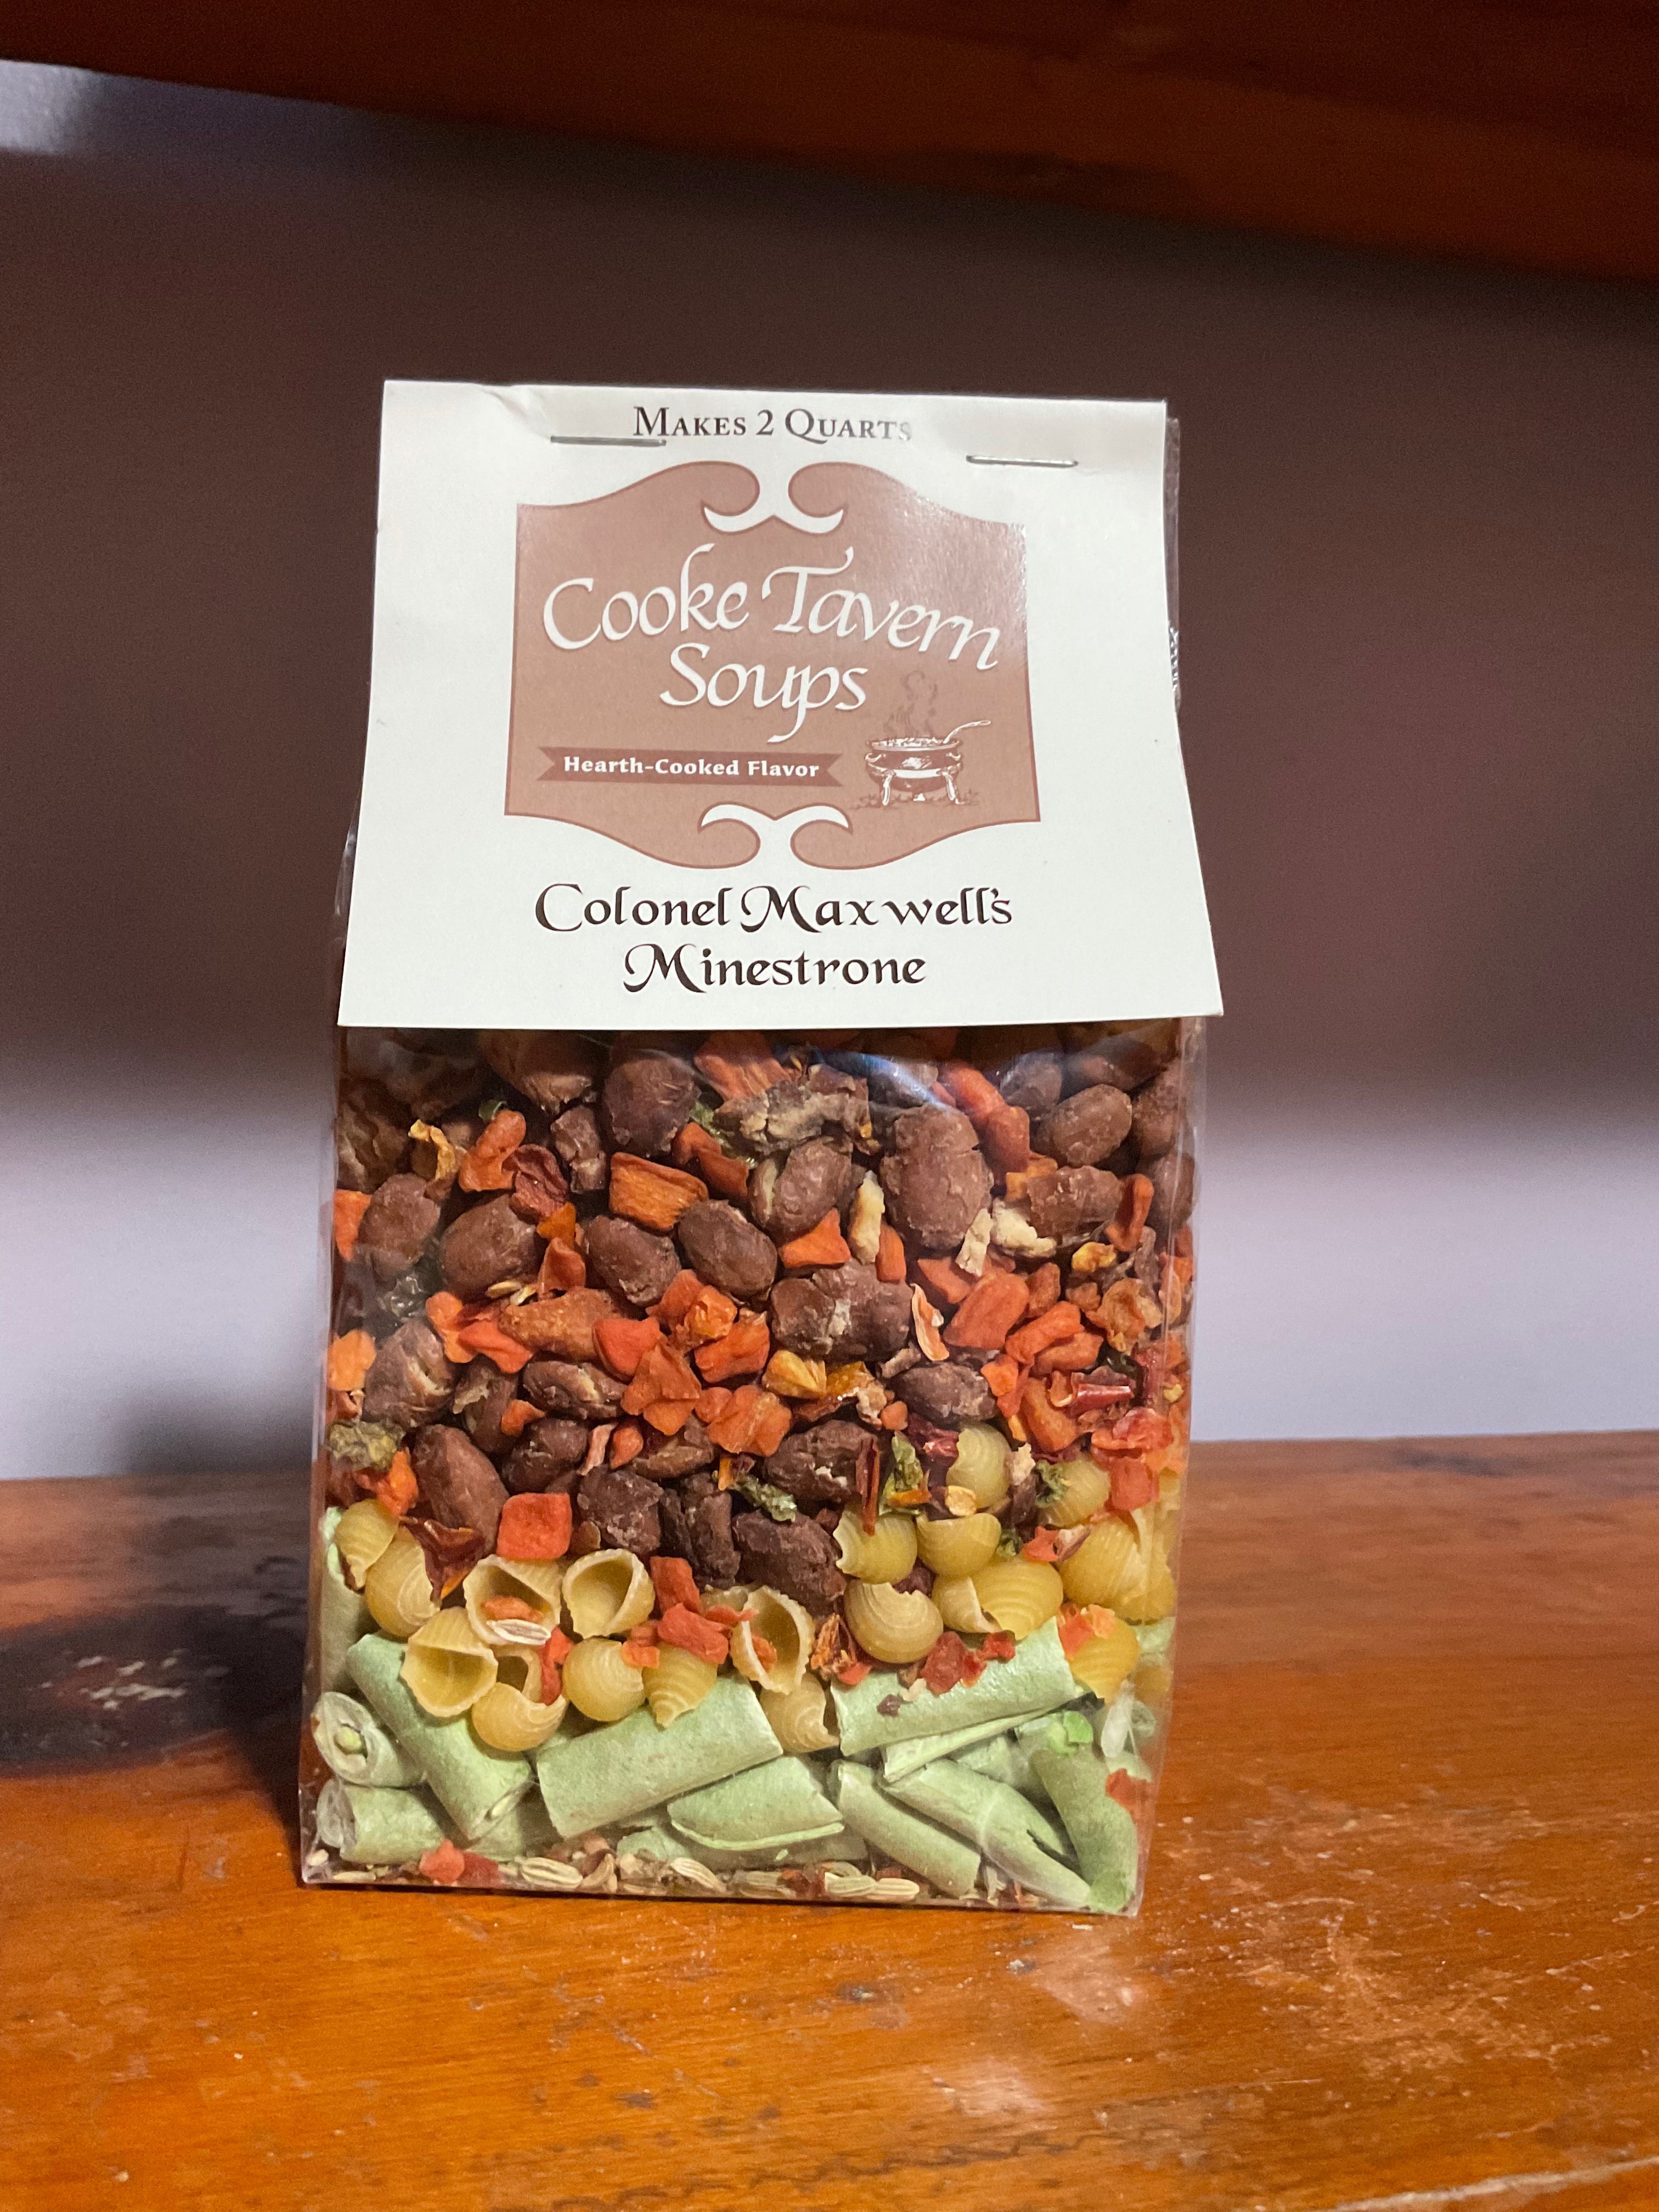 MAKES 2 QUARTS
Cooke Tavern
Soups
Hearth-Cooked Flavor
Colonel Maxwell's
Minestrone